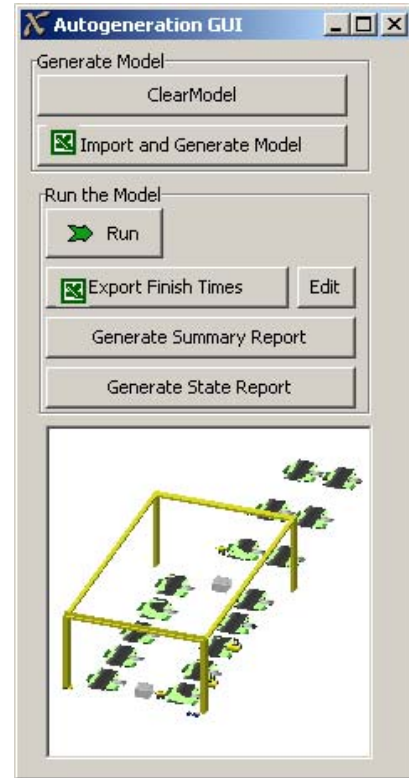 Autogeneration GUI
Generate Model
ClearModel
Import and Generate Model
Run the Model
Run
Export Finish Times Edit
Generate Summary Report
Generate State Report